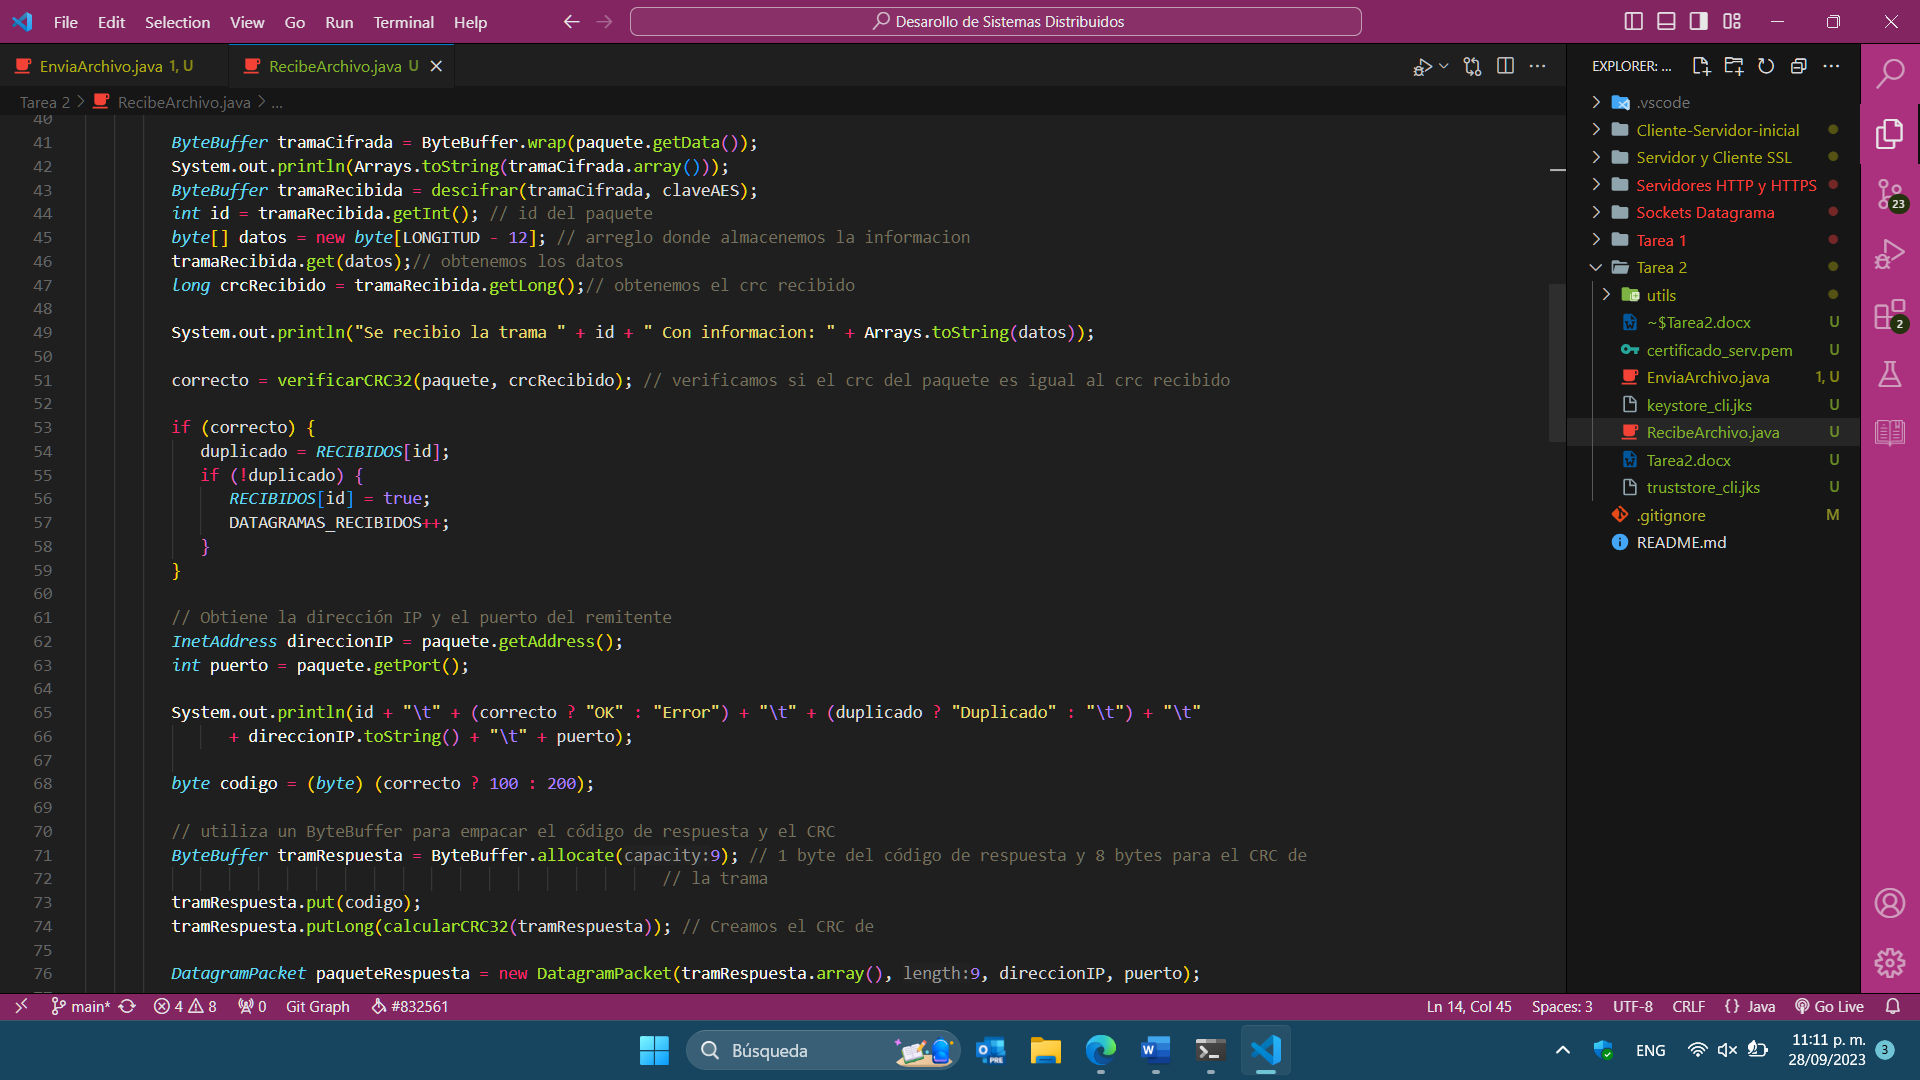 File Edit Selection View Go Run Terminal Help
Desarollo de Sistemas Distribuidos
EnviaArchivo.java 1, U
RecibeArchivo.java U
Tarea 2 > RecibeArchivo.java > ...
40
41 ByteBuffer tramaCifrada = ByteBuffer.wrap(paquete.getData());
42 System.out.println(Arrays.toString(tramaCifrada.array()));
43 ByteBuffer tramaRecibida = descifrar(tramaCifrada, claveAES);
44 int id = tramaRecibida.getInt(); // id del paquete
45 byte[] datos = new byte[LONGITUD - 12]; // arreglo donde almacenemos la informacion
46 tramaRecibida.get(datos);// obtenemos los datos
47 long crcRecibido = tramaRecibida.getLong();// obtenemos el crc recibido
48
49 System.out.println("Se recibio la trama " + id + " Con informacion: " + Arrays.toString(datos));
50
51 correcto = verificarCRC32(paquete, crcRecibido); // verificamos si el crc del paquete es igual al crc recibido
52
53 if (correcto) {
54 duplicado = RECIBIDOS[id];
55 if (!duplicado) {
56 RECIBIDOS[id] = true;
57 DATAGRAMAS_RECIBIDOS++;
58 }
59 }
60
61 // Obtiene la dirección IP y el puerto del remitente
62 InetAddress direccionIP = paquete.getAddress();
63 int puerto = paquete.getPort();
64
65 System.out.println(id + "\t" + (correcto ? "OK" : "Error") + "\t" + (duplicado ? "Duplicado" : "\t") + "\t"
66 + direccionIP.toString() + "\t" + puerto);
67
68 byte codigo = (byte) (correcto ? 100 : 200);
69
70 // utiliza un ByteBuffer para empacar el código de respuesta y el CRC
71 ByteBuffer tramRespuesta = ByteBuffer.allocate(capacity:9); // 1 byte del código de respuesta y 8 bytes para el CRC de
72 // la trama
73 tramRespuesta.put(codigo);
74 tramRespuesta.putLong(calcularCRC32(tramRespuesta)); // Creamos el CRC de
75
76 DatagramPacket paqueteRespuesta = new DatagramPacket(tramRespuesta.array(), length:9, direccionIP, puerto);
EXPLORER: ...
.vscode
Cliente-Servidor-inicial
Servidor y Cliente SSL
Servidores HTTP y HTTPS
Sockets Datagrama
Tarea 1
Tarea 2
utils
~$Tarea2.docx U
certificado_serv.pem U
EnviaArchivo.java 1, U
keystore_cli.jks U
RecibeArchivo.java U
Tarea2.docx U
truststore_cli.jks U
.gitignore M
README.md
23
2
main* 4 8 0 Git Graph #832561
Ln 14, Col 45 Spaces: 3 UTF-8 CRLF {} Java Go Live
Búsqueda
PRE
ENG
11:11 p. m.
28/09/2023
3